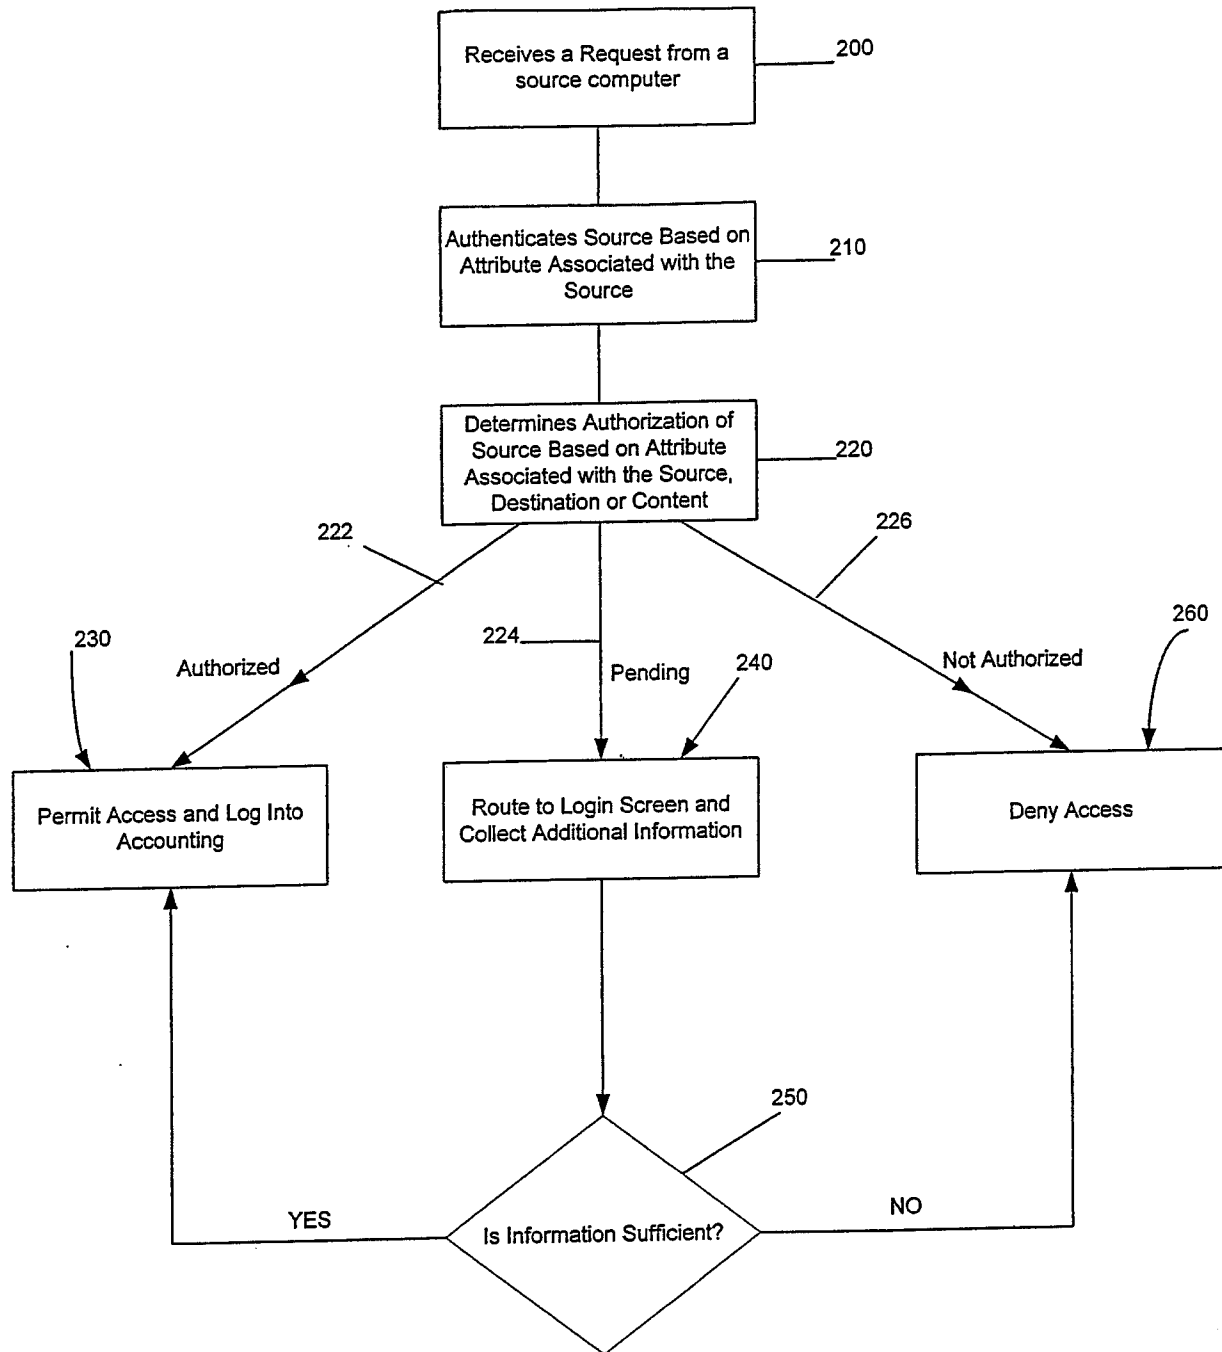 Receives a Request from a
source computer
200
Authenticates Source Based on
Attribute Associated with the
Source
210
Determines Authorization of
Source Based on Attribute
Associated with the Source,
Destination or Content
220
222
226
224
230
260
Authorized
Pending
240
Not Authorized
Permit Access and Log Into
Accounting
Route to Login Screen and
Collect Additional Information
Deny Access
250
YES
Is Information Sufficient?
NO